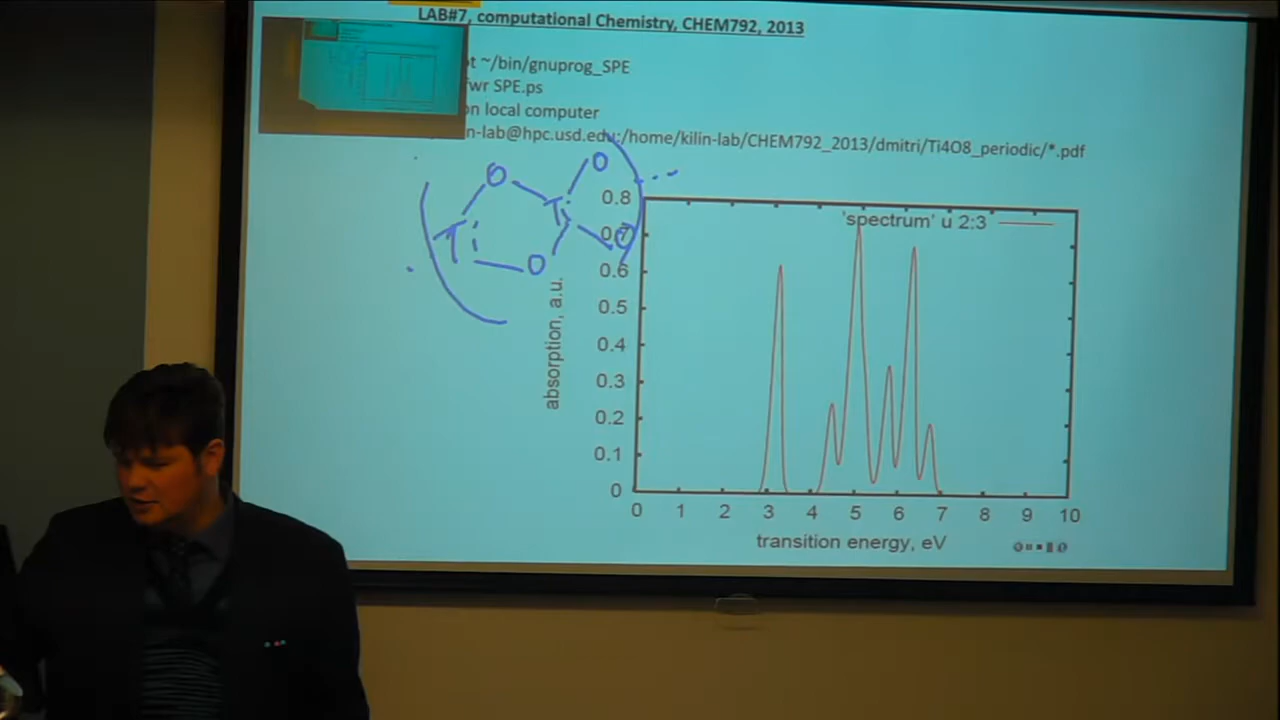 LAB#7, computational Chemistry, CHEM792, 2013
t ~/bin/gnuprog_SPE
wr SPE.ps
on local computer
n-lab@hpc.usd.edu:/home/kilin-lab/CHEM792_2013/dmitri/Ti4O8_periodic/*.pdf
O
O
Ti
Ti
O
O
'spectrum' u 2:3
0.8
0.7
0.6
0.5
0.4
0.3
0.2
0.1
0
absorption, a.u.
0 1 2 3 4 5 6 7 8 9 10
transition energy, eV